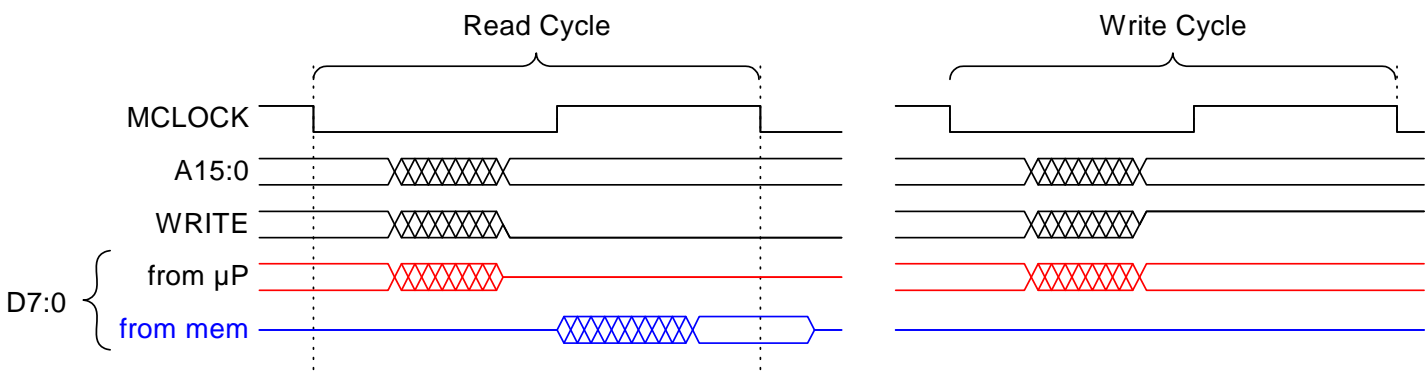 Read Cycle
Write Cycle
MCLOCK
A15:0
WRITE
from µP
D7:0
from mem